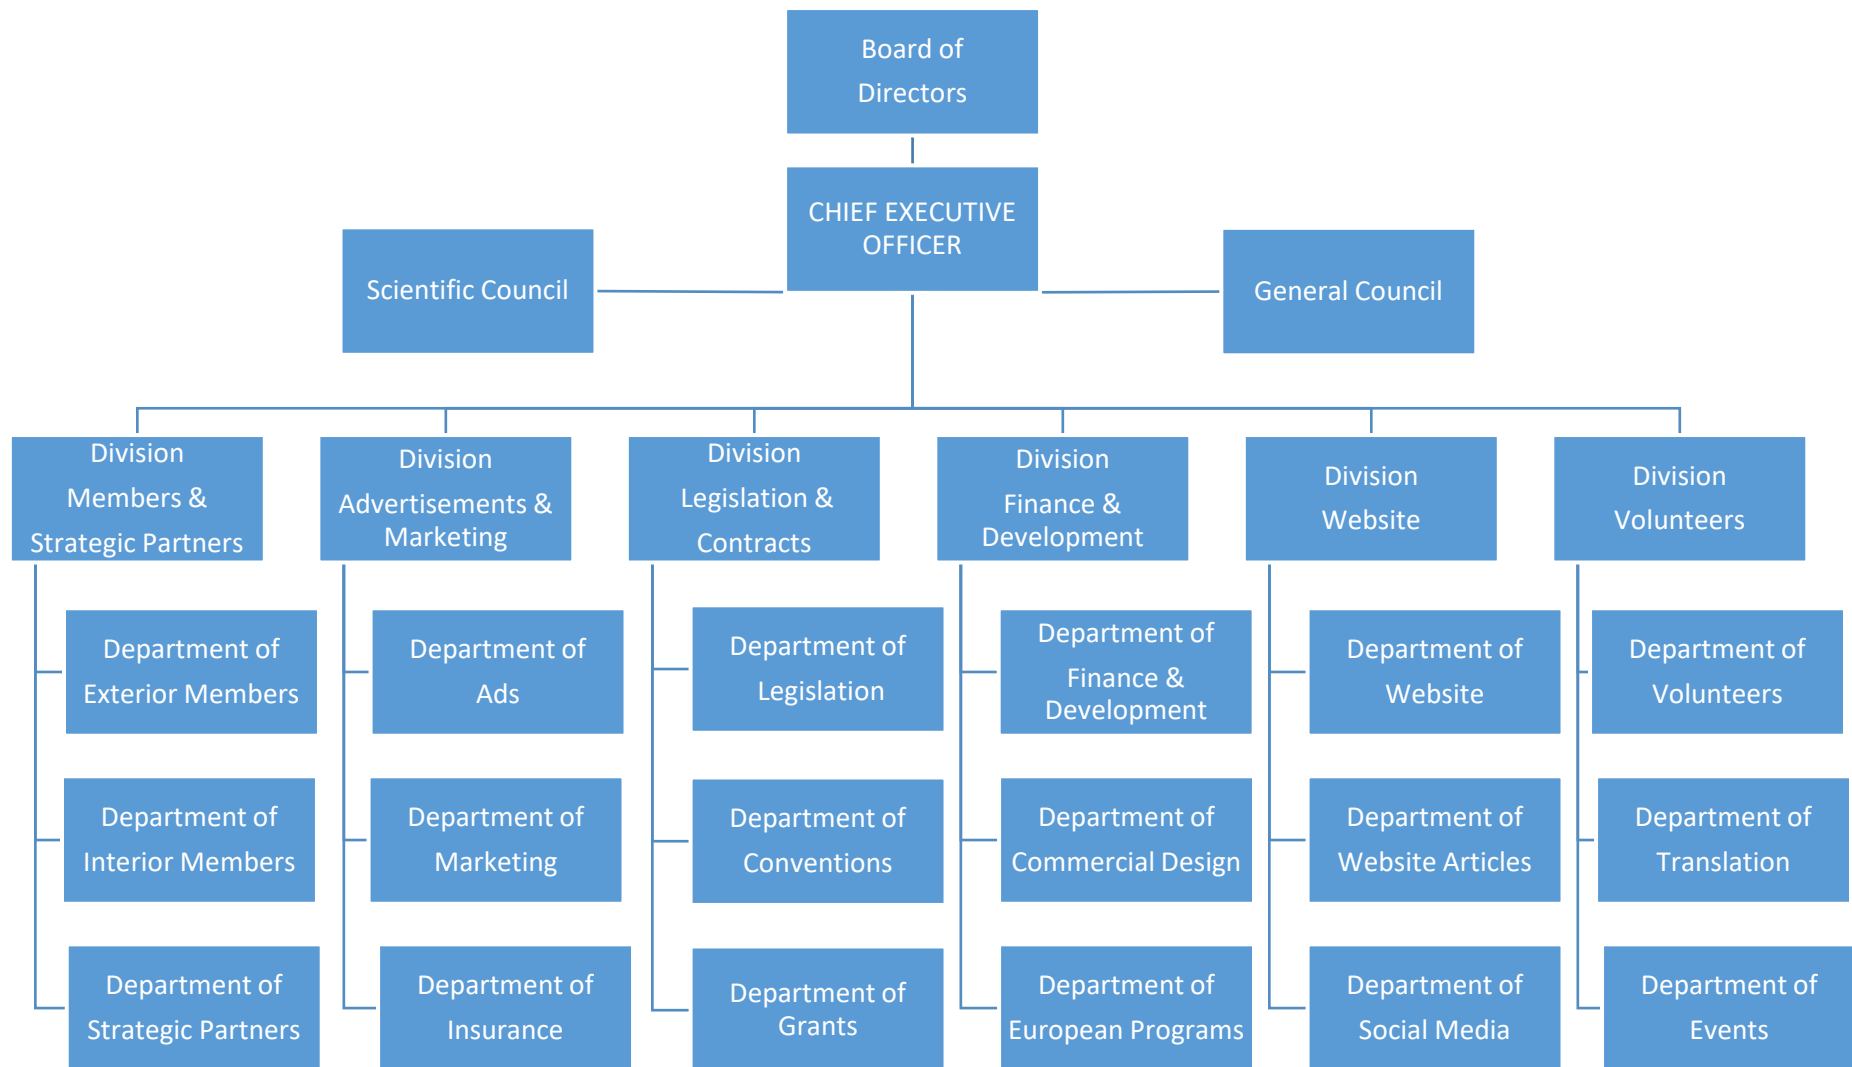 Board of
Directors
CHIEF EXECUTIVE
OFFICER
Scientific Council
General Council
Division
Members &
Strategic Partners
Division
Advertisements &
Marketing
Division
Legislation &
Contracts
Division
Finance &
Development
Division
Website
Division
Volunteers
Department of
Exterior Members
Department of
Ads
Department of
Legislation
Department of
Finance &
Development
Department of
Website
Department of
Volunteers
Department of
Interior Members
Department of
Marketing
Department of
Conventions
Department of
Commercial Design
Department of
Website Articles
Department of
Translation
Department of
Strategic Partners
Department of
Insurance
Department of
Grants
Department of
European Programs
Department of
Social Media
Department of
Events